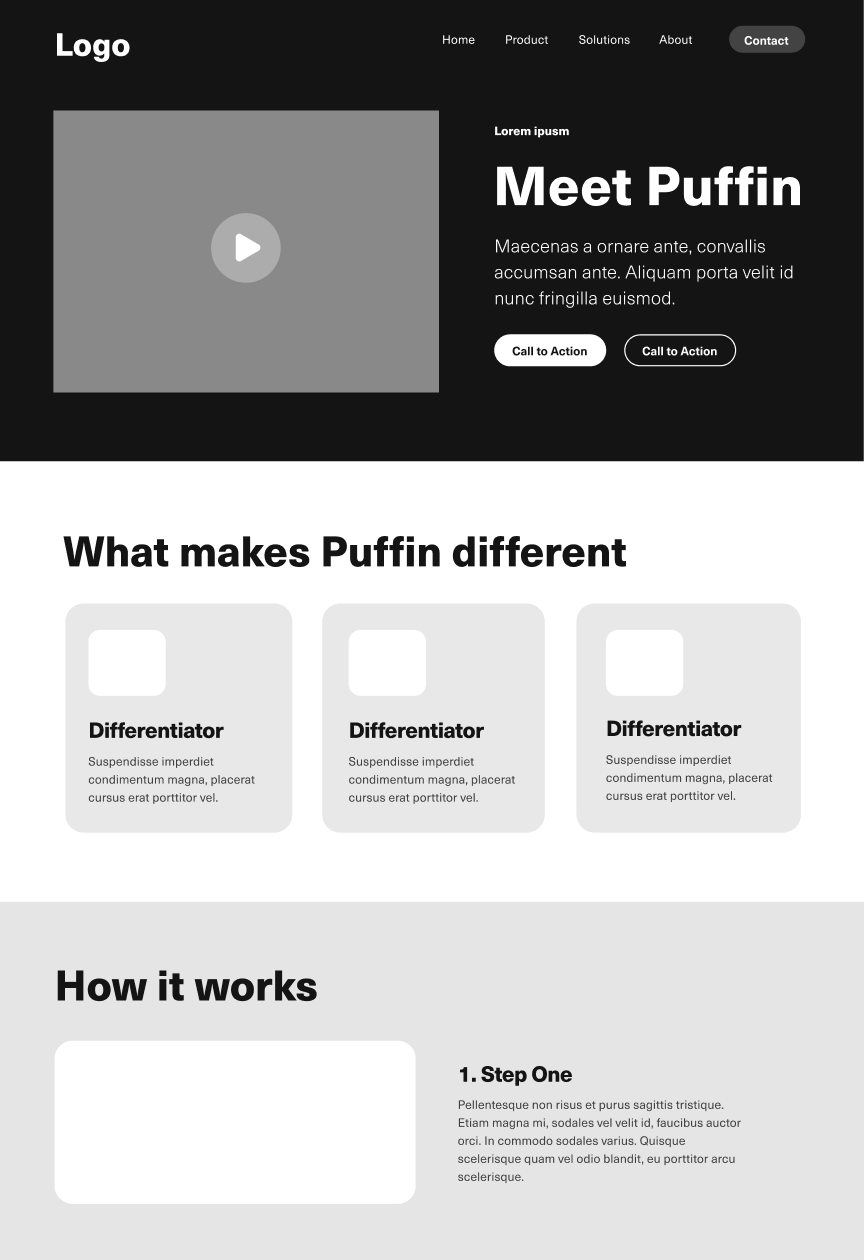 Logo
Home
Product
Solutions
About
Contact
Lorem ipusm
Meet Puffin
Maecenas a ornare ante, convallis
accumsan ante. Aliquam porta velit id
nunc fringilla euismod.
Call to Action
Call to Action
What makes Puffin different
Differentiator
Suspendisse imperdiet
condimentum magna, placerat
cursus erat porttitor vel.
Differentiator
Suspendisse imperdiet
condimentum magna, placerat
cursus erat porttitor vel.
Differentiator
Suspendisse imperdiet
condimentum magna, placerat
cursus erat porttitor vel.
How it works
1. Step One
Pellentesque non risus et purus sagittis tristique.
Etiam magna mi, sodales vel velit id, faucibus auctor
orci. In commodo sodales varius. Quisque
scelerisque quam vel odio blandit, eu porttitor arcu
scelerisque.